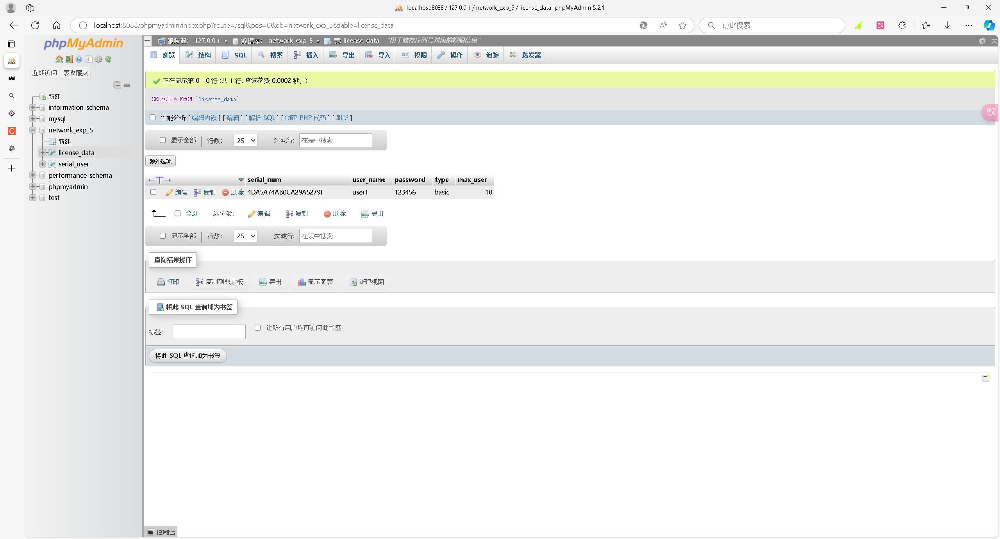 localhost:8088 / 127.0.0.1 / network_exp_5 / license_data | phpMyAdmin 5.2.1
localhost:8088/phpmyadmin/index.php?route=/sql&pos=0&db=network_exp_5&table=license_data
点此搜索
phpMyAdmin
近期访问 表收藏夹
新建
information_schema
mysql
network_exp_5
新建
license_data
serial_user
performance_schema
phpmyadmin
test
服务器： 127.0.0.1 » 数据库： network_exp_5 » 表: license_data “用于储存序列号对应的权限信息”
浏览 结构 SQL 搜索 插入 导出 导入 权限 操作 追踪 触发器
正在显示第 0 - 0 行 (共 1 行, 查询花费 0.0002 秒。)
SELECT * FROM `license_data`
性能分析 [ 编辑内嵌 ] [ 编辑 ] [ 解析 SQL ] [ 创建 PHP 代码 ] [ 刷新 ]
显示全部 行数： 25 过滤行: 在表中搜索
额外选项
←T→ serial_num user_name password type max_user
编辑 复制 删除 4DA5A74AB0CA29A5279F user1 123456 basic 10
全选 选中项： 编辑 复制 删除 导出
显示全部 行数： 25 过滤行: 在表中搜索
查询结果操作
打印 复制到剪贴板 导出 显示图表 新建视图
将此 SQL 查询加为书签
标签： 让所有用户均可访问此书签
将此 SQL 查询加为书签
控制台